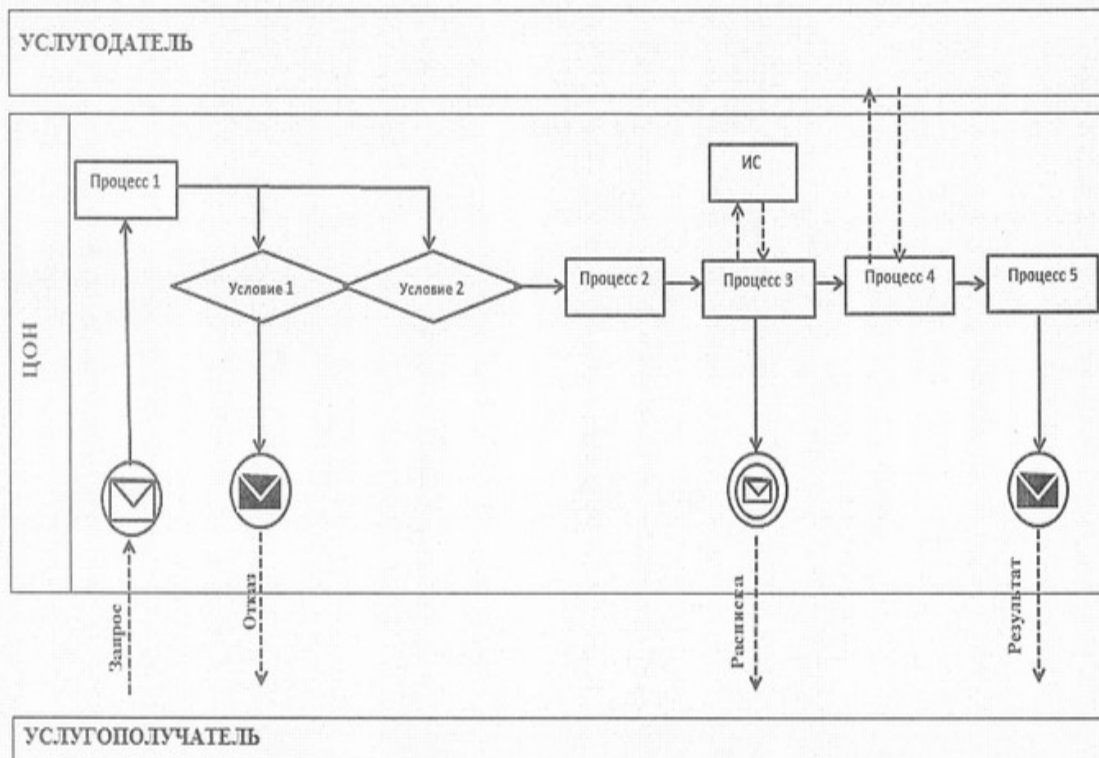 УСЛУГОДАТЕЛЬ
ЦОН
Процесс 1
ИС
Условие 1
Условие 2
Процесс 2
Процесс 3
Процесс 4
Процесс 5
Запрос
Отказ
Расписка
Результат
УСЛУГОПОЛУЧАТЕЛЬ